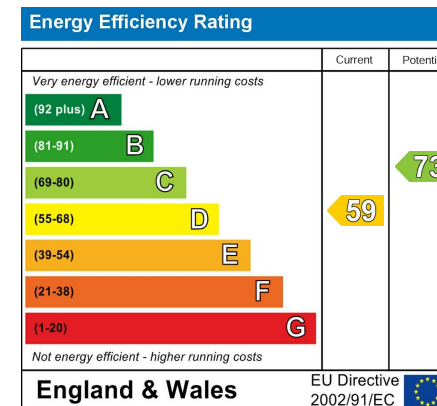 Energy Efficiency Rating
Current Potenti
Very energy efficient - lower running costs
(92 plus) A
(81-91) B
(69-80) C
73
(55-68) D
59
(39-54) E
(21-38) F
(1-20) G
Not energy efficient - higher running costs
England & Wales
EU Directive
2002/91/EC